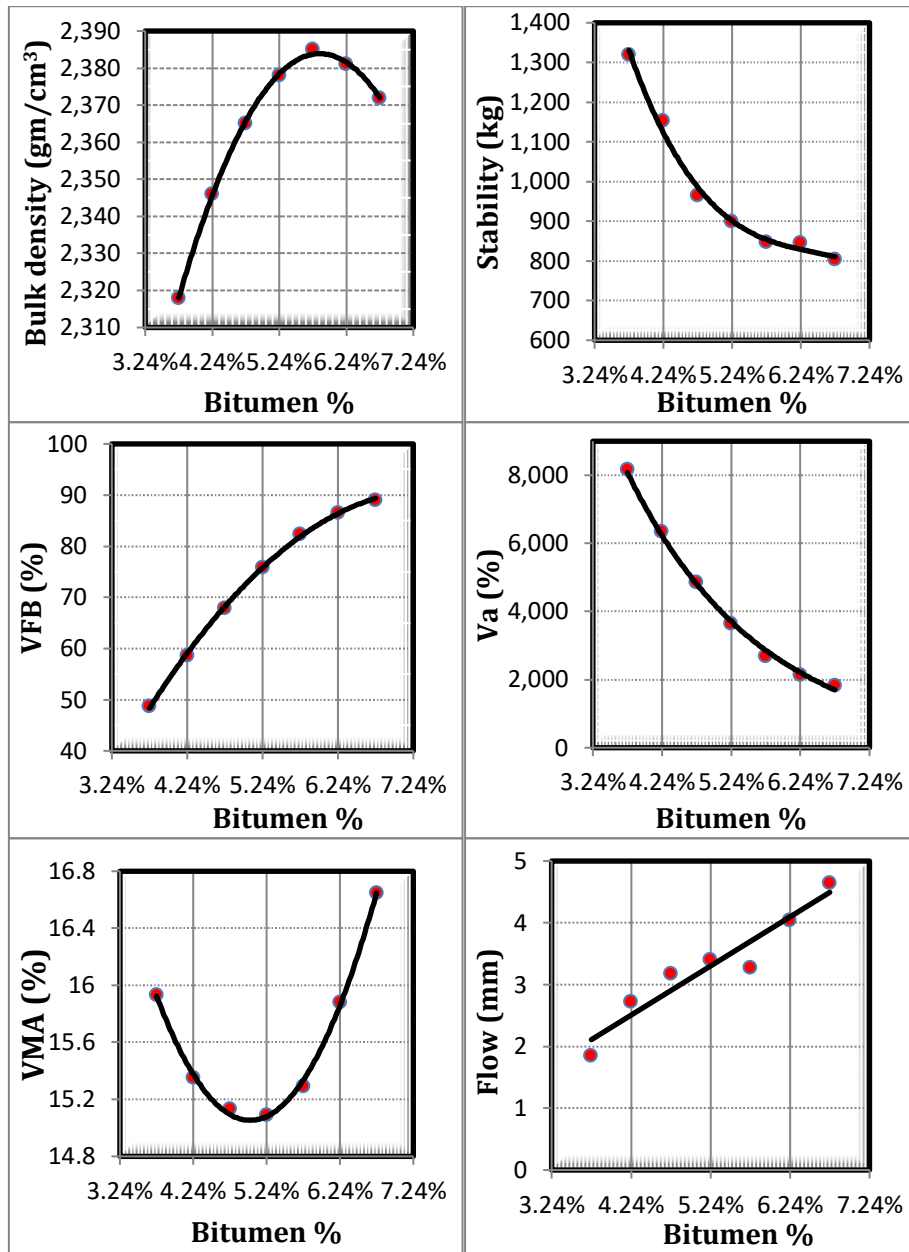 Bulk density (gm/cm³)
2,390
2,380
2,370
2,360
2,350
2,340
2,330
2,320
2,310
3.24% 4.24% 5.24% 6.24% 7.24%
Bitumen %
Stability (kg)
1,400
1,300
1,200
1,100
1,000
900
800
700
600
3.24% 4.24% 5.24% 6.24% 7.24%
Bitumen %
VFB (%)
100
90
80
70
60
50
40
3.24% 4.24% 5.24% 6.24% 7.24%
Bitumen %
Va (%)
8,000
6,000
4,000
2,000
0
3.24% 4.24% 5.24% 6.24% 7.24%
Bitumen %
VMA (%)
16.8
16.4
16
15.6
15.2
14.8
3.24% 4.24% 5.24% 6.24% 7.24%
Bitumen %
Flow (mm)
5
4
3
2
1
0
3.24% 4.24% 5.24% 6.24% 7.24%
Bitumen %